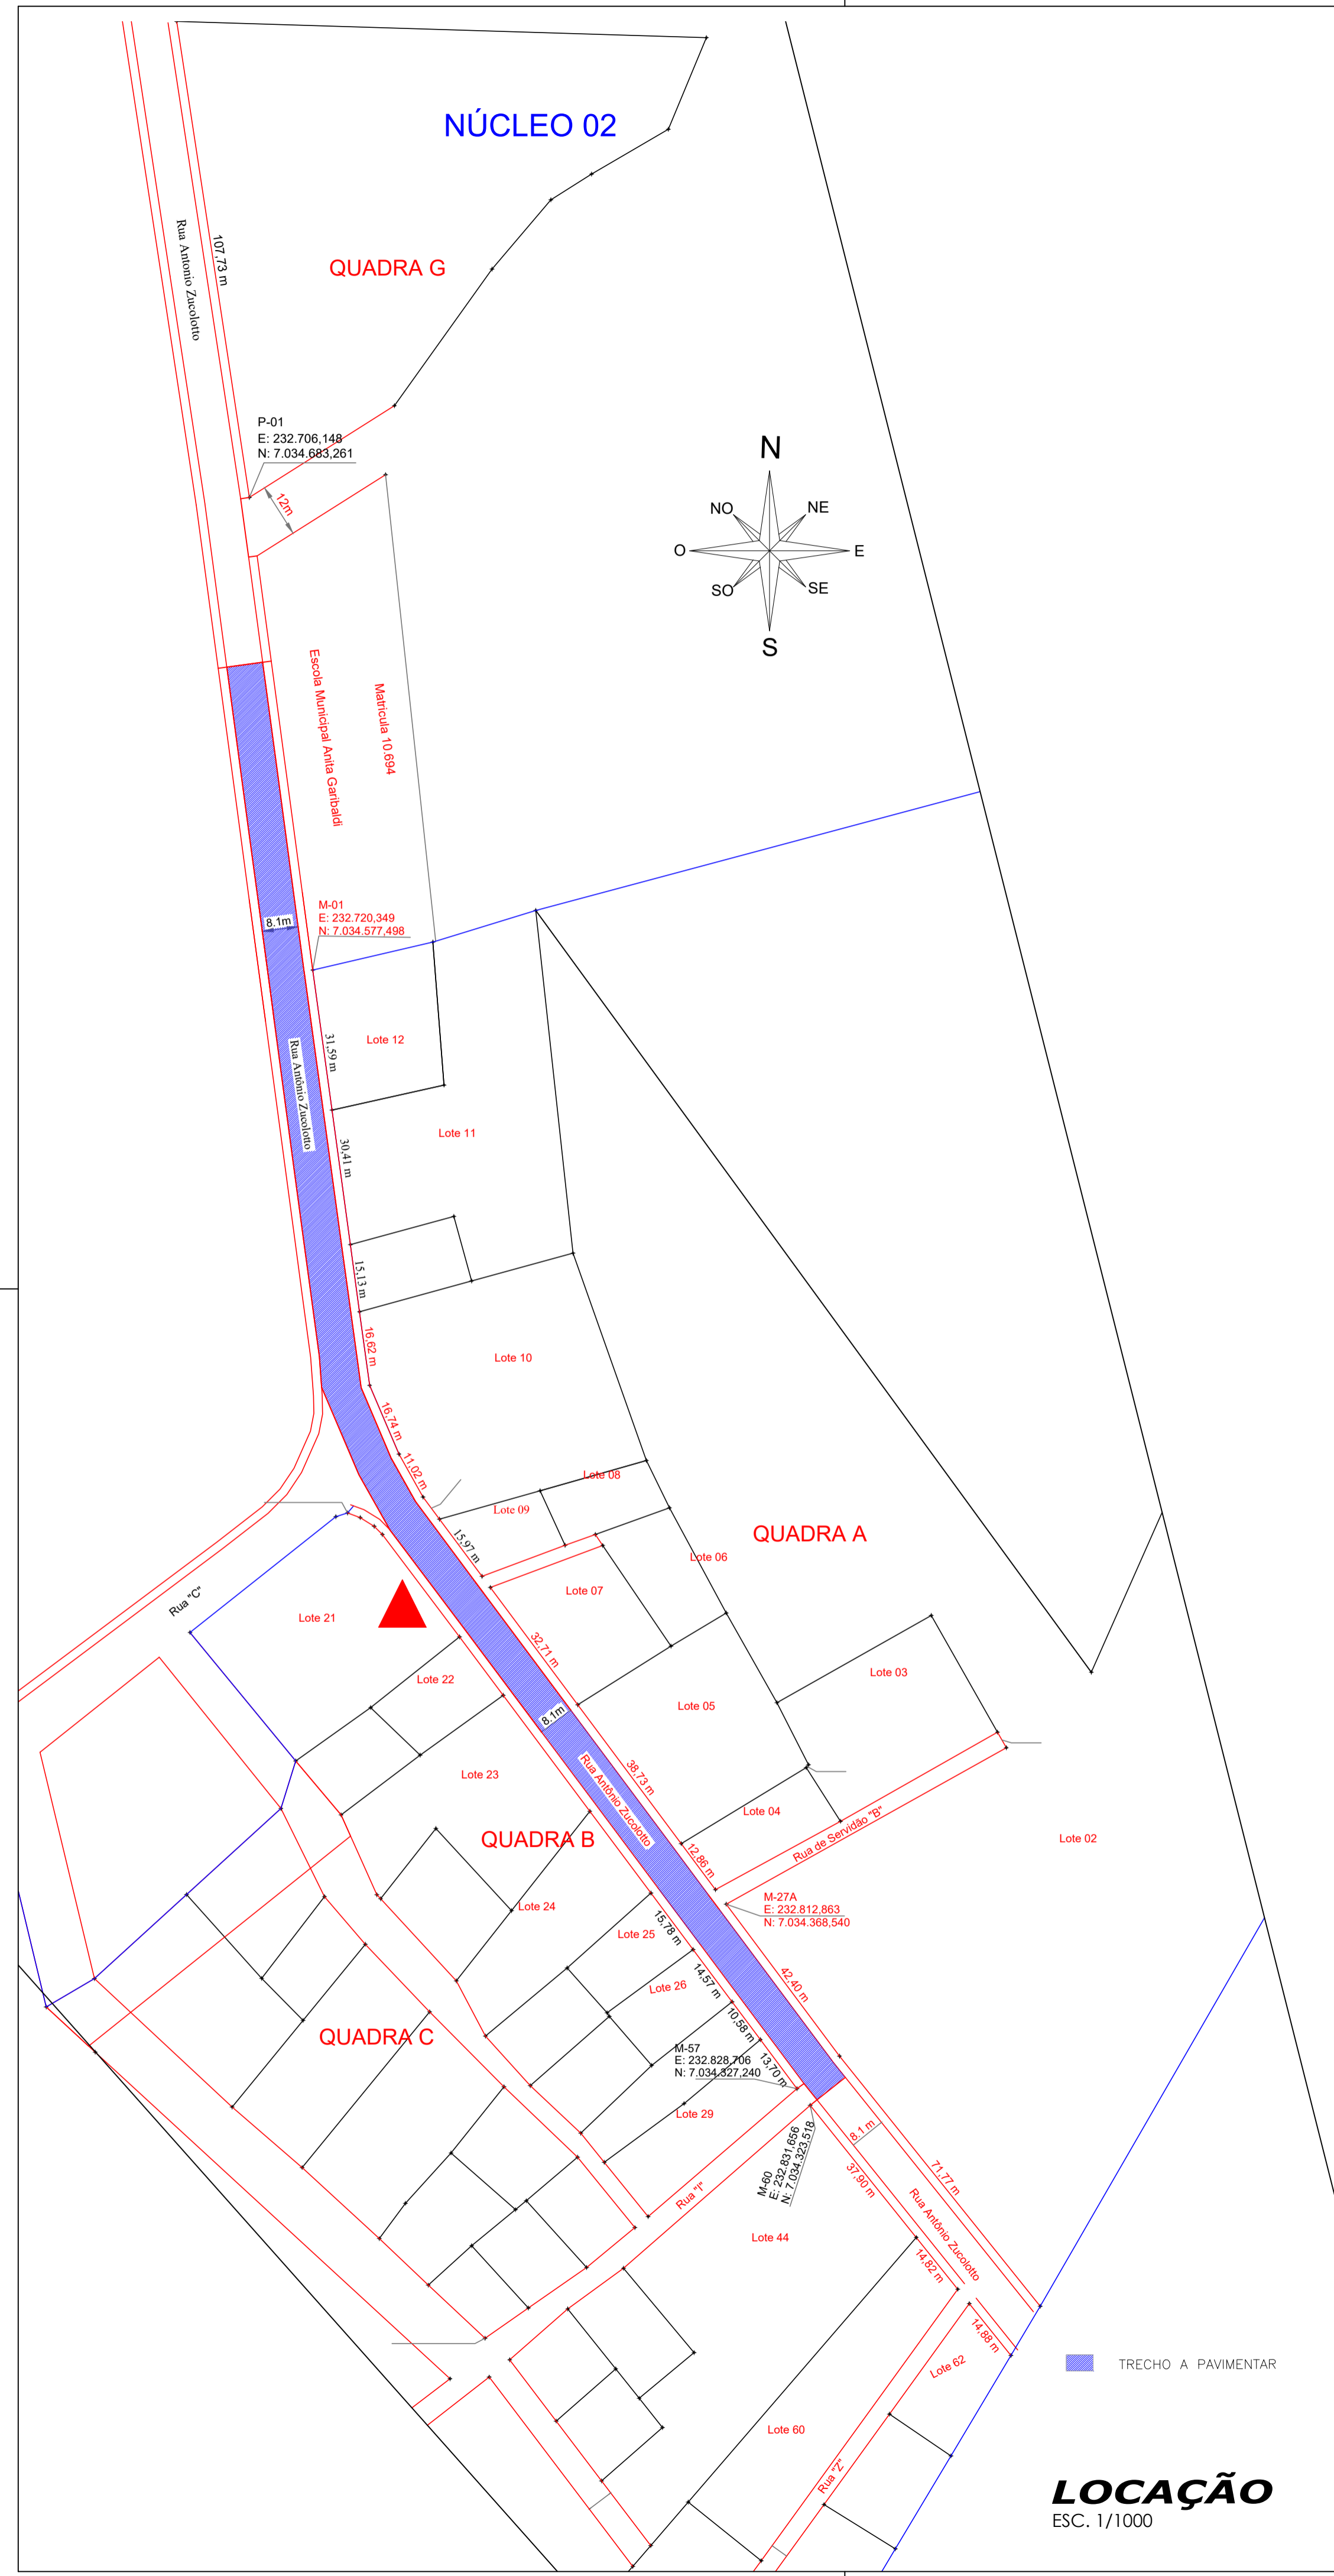 NÚCLEO 02
Rua Antonio Zucolotto
107,73 m
QUADRA G
P-01
E: 232.706,148
N: 7.034.683,261
12m
N
NO
NE
O
E
SO
SE
S
Escola Municipal Anita Garibaldi
Matricula 10.694
M-01
E: 232.720,349
N: 7.034.577,498
8.1m
Rua Antônio Zucolotto
31,59 m
Lote 12
30,41 m
Lote 11
15,13 m
16,62 m
Lote 10
16,74 m
11,02 m
Lote 08
Lote 09
15,97 m
QUADRA A
Lote 06
Lote 07
Rua "C"
Lote 21
32,71 m
Lote 22
Lote 03
Lote 05
8.1m
Rua Antônio Zucolotto
38,73 m
Lote 23
Lote 04
Rua de Servidão "B"
Lote 02
QUADRA B
12,86 m
M-27A
E: 232.812,863
N: 7.034.368,540
Lote 24
Lote 25
15,78 m
Lote 26
14,57 m
42,40 m
10,58 m
QUADRA C
M-57
E: 232.828,706
N: 7.034.327,240
13,70 m
Lote 29
M-60
E: 232.831,656
N: 7.034.323,518
8.1m
71,77 m
37,90 m
Rua "I"
Rua Antônio Zucolotto
Lote 44
14,82 m
14,88 m
Lote 62
TRECHO A PAVIMENTAR
Lote 60
Rua "Z"
LOCAÇÃO
ESC. 1/1000